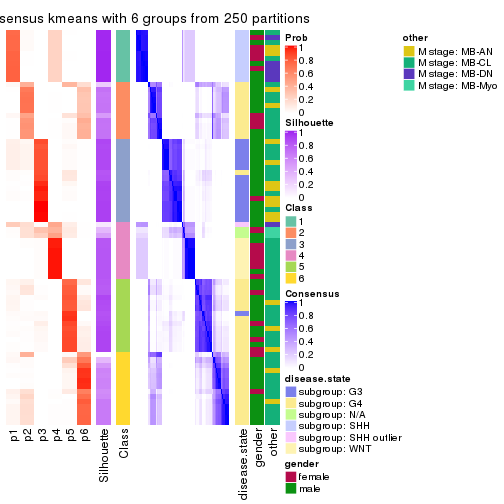 sensus kmeans with 6 groups from 250 partitions
Prob
1
0.8
0.6
0.4
0.2
0
Silhouette
1
0.8
0.6
0.4
0.2
0
Class
1
2
3
4
5
6
Consensus
1
0.8
0.6
0.4
0.2
0
disease.state
subgroup: G3
subgroup: G4
subgroup: N/A
subgroup: SHH
subgroup: SHH outlier
subgroup: WNT
gender
female
male
other
M stage: MB-AN
M stage: MB-CL
M stage: MB-DN
M stage: MB-Myo
p1
p2
p3
p4
p5
p6
Silhouette
Class
disease.state
gender
other